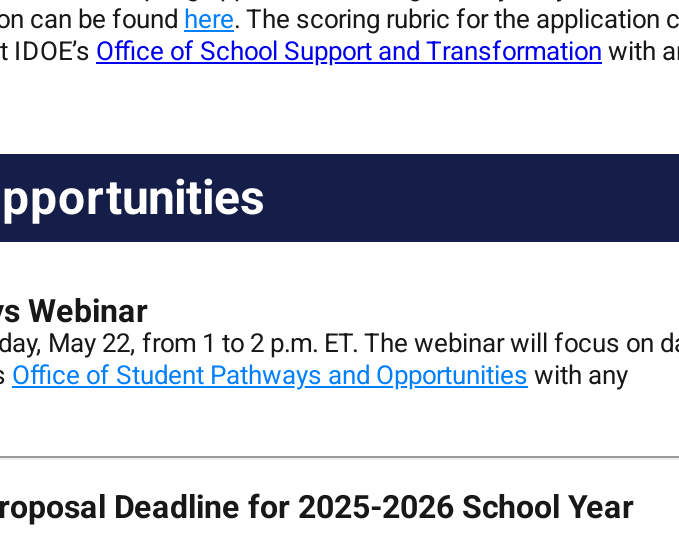 on can be found here. The scoring rubric for the application c
t IDOE's Office of School Support and Transformation with a
pportunities
ys Webinar
day, May 22, from 1 to 2 p.m. ET. The webinar will focus on da
s Office of Student Pathways and Opportunities with any
roposal Deadline for 2025-2026 School Year